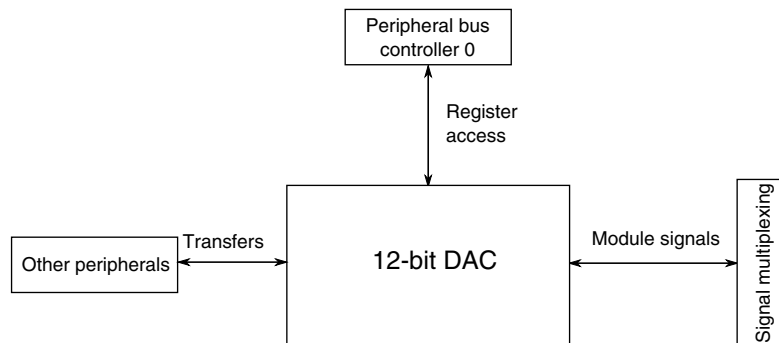 Peripheral bus
controller 0
Register
access
Transfers
Other peripherals
12-bit DAC
Module signals
Signal multiplexing